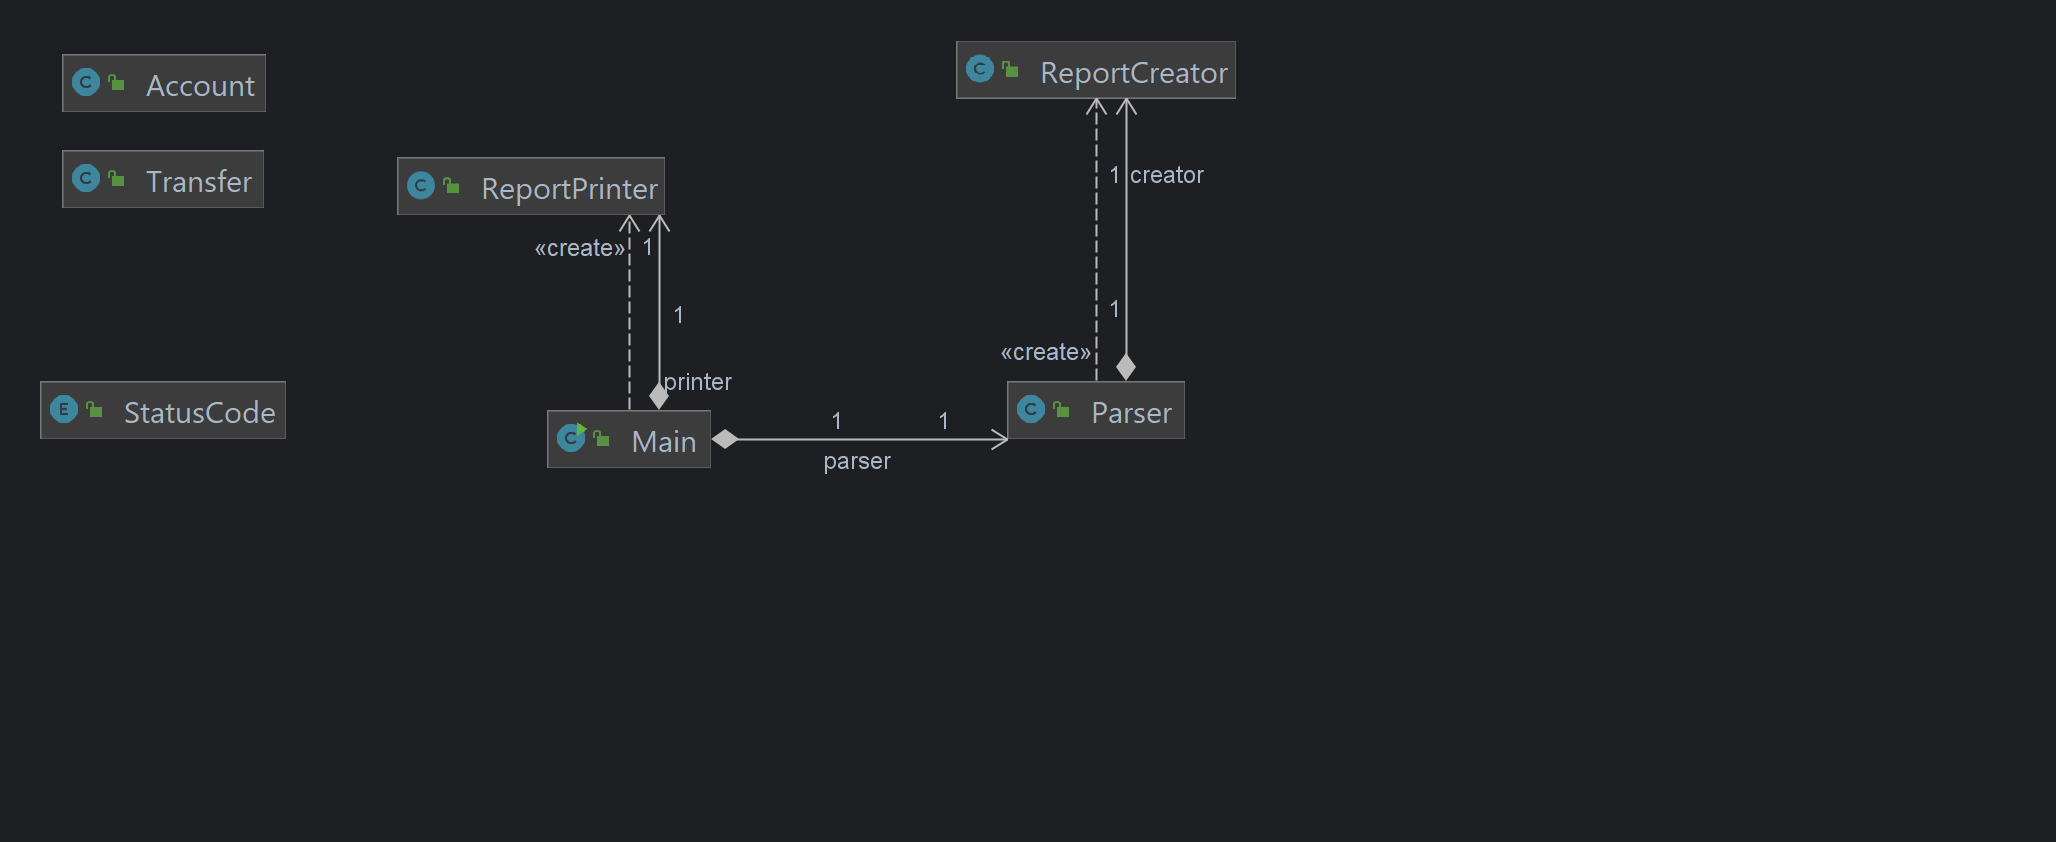 C Account
C Transfer
E StatusCode
C ReportPrinter
«create»
1
1
printer
C Main
1
1
parser
C ReportCreator
1 creator
1
«create»
C Parser